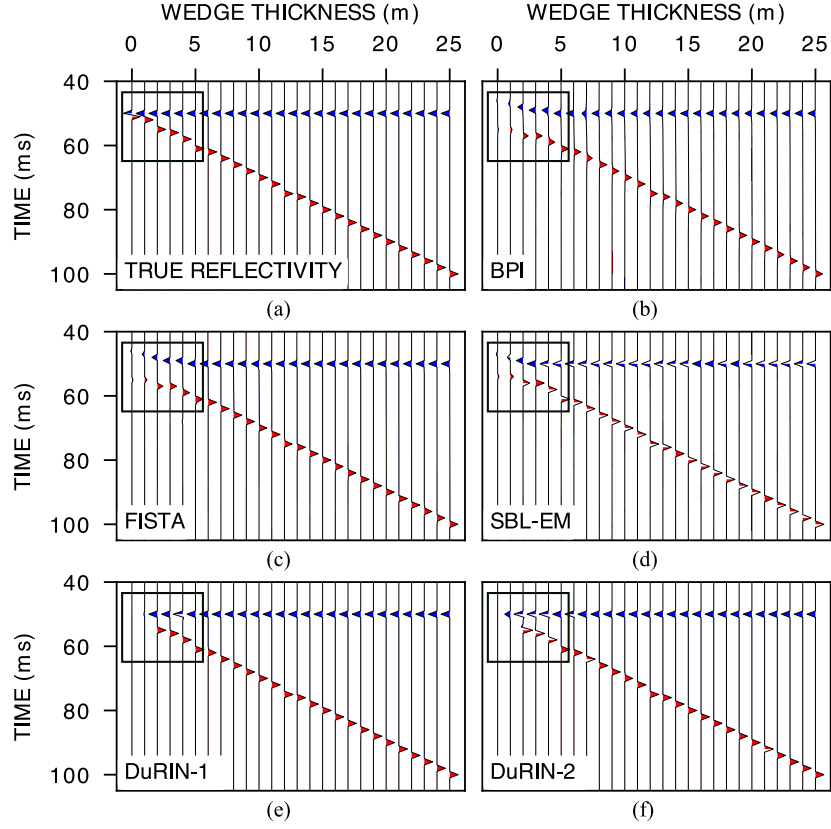 WEDGE THICKNESS (m) WEDGE THICKNESS (m)
0 5 10 15 20 25 0 5 10 15 20 25
40
60
80
100
TIME (ms)
TRUE REFLECTIVITY
BPI
(a) (b)
40
60
80
100
TIME (ms)
FISTA
SBL-EM
(c) (d)
40
60
80
100
TIME (ms)
DuRIN-1
DuRIN-2
(e) (f)